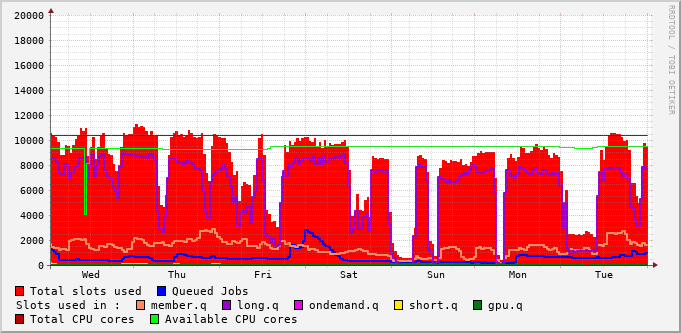 20000
18000
16000
14000
12000
10000
8000
6000
4000
2000
0
Wed Thu Fri Sat Sun Mon Tue
Total slots used Queued Jobs
Slots used in : member.q long.q ondemand.q short.q gpu.q
Total CPU cores Available CPU cores
RRDTOOL / TOBI OETIKER